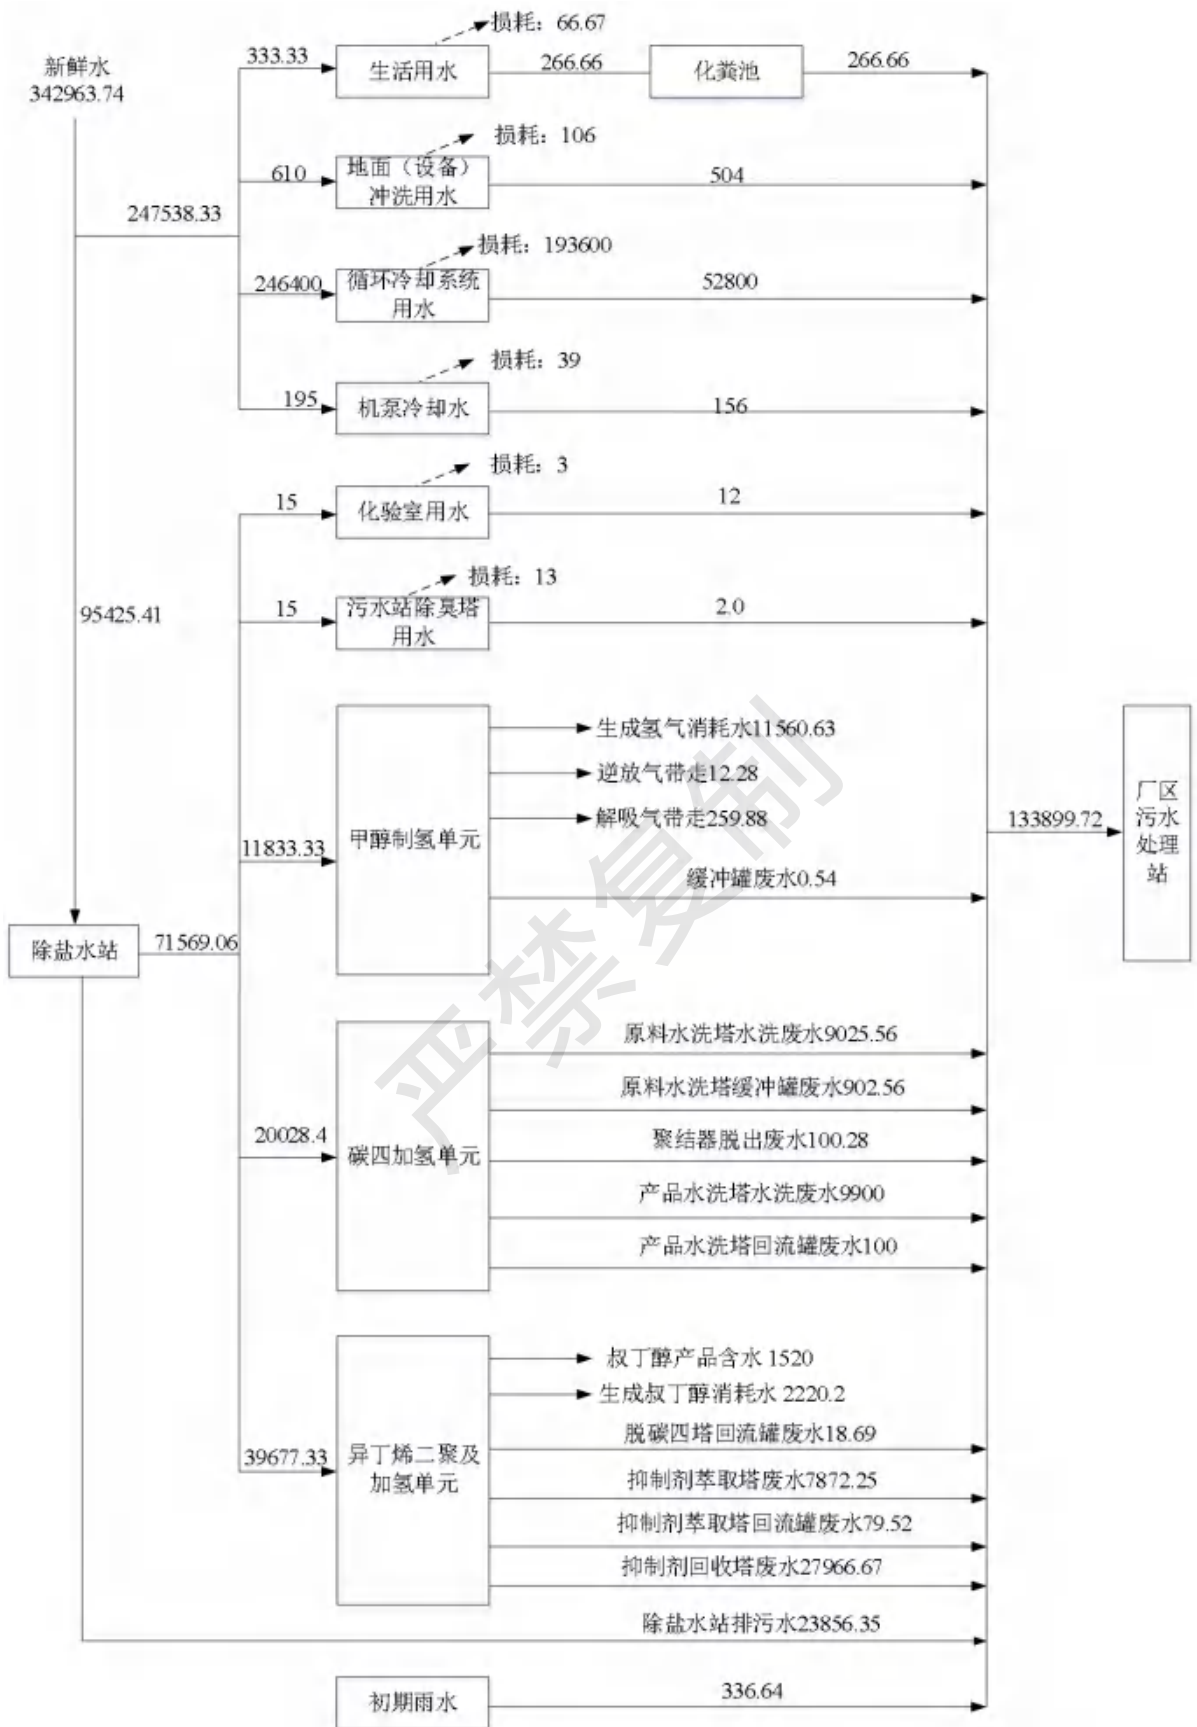 新鲜水
342963.74
247538.33
95425.41
333.33
生活用水
损耗：66.67
266.66
化粪池
266.66
610
地面（设备）
冲洗用水
损耗：106
504
246400
循环冷却系统
用水
损耗：193600
52800
195
机泵冷却水
损耗：39
156
15
化验室用水
损耗：3
12
15
污水站除臭塔
用水
损耗：13
2.0
除盐水站
71569.06
11833.33
甲醇制氢单元
生成氢气消耗水11560.63
逆放气带走12.28
解吸气带走259.88
缓冲罐废水0.54
20028.4
碳四加氢单元
原料水洗塔水洗废水9025.56
原料水洗塔缓冲罐废水902.56
聚结器脱出废水100.28
产品水洗塔水洗废水9900
产品水洗塔回流罐废水100
39677.33
异丁烯二聚及
加氢单元
叔丁醇产品含水 1520
生成叔丁醇消耗水 2220.2
脱碳四塔回流罐废水18.69
抑制剂萃取塔废水7872.25
抑制剂萃取塔回流罐废水79.52
抑制剂回收塔废水27966.67
除盐水站排污水23856.35
初期雨水
336.64
133899.72
厂区
污水
处理
站
严禁复制